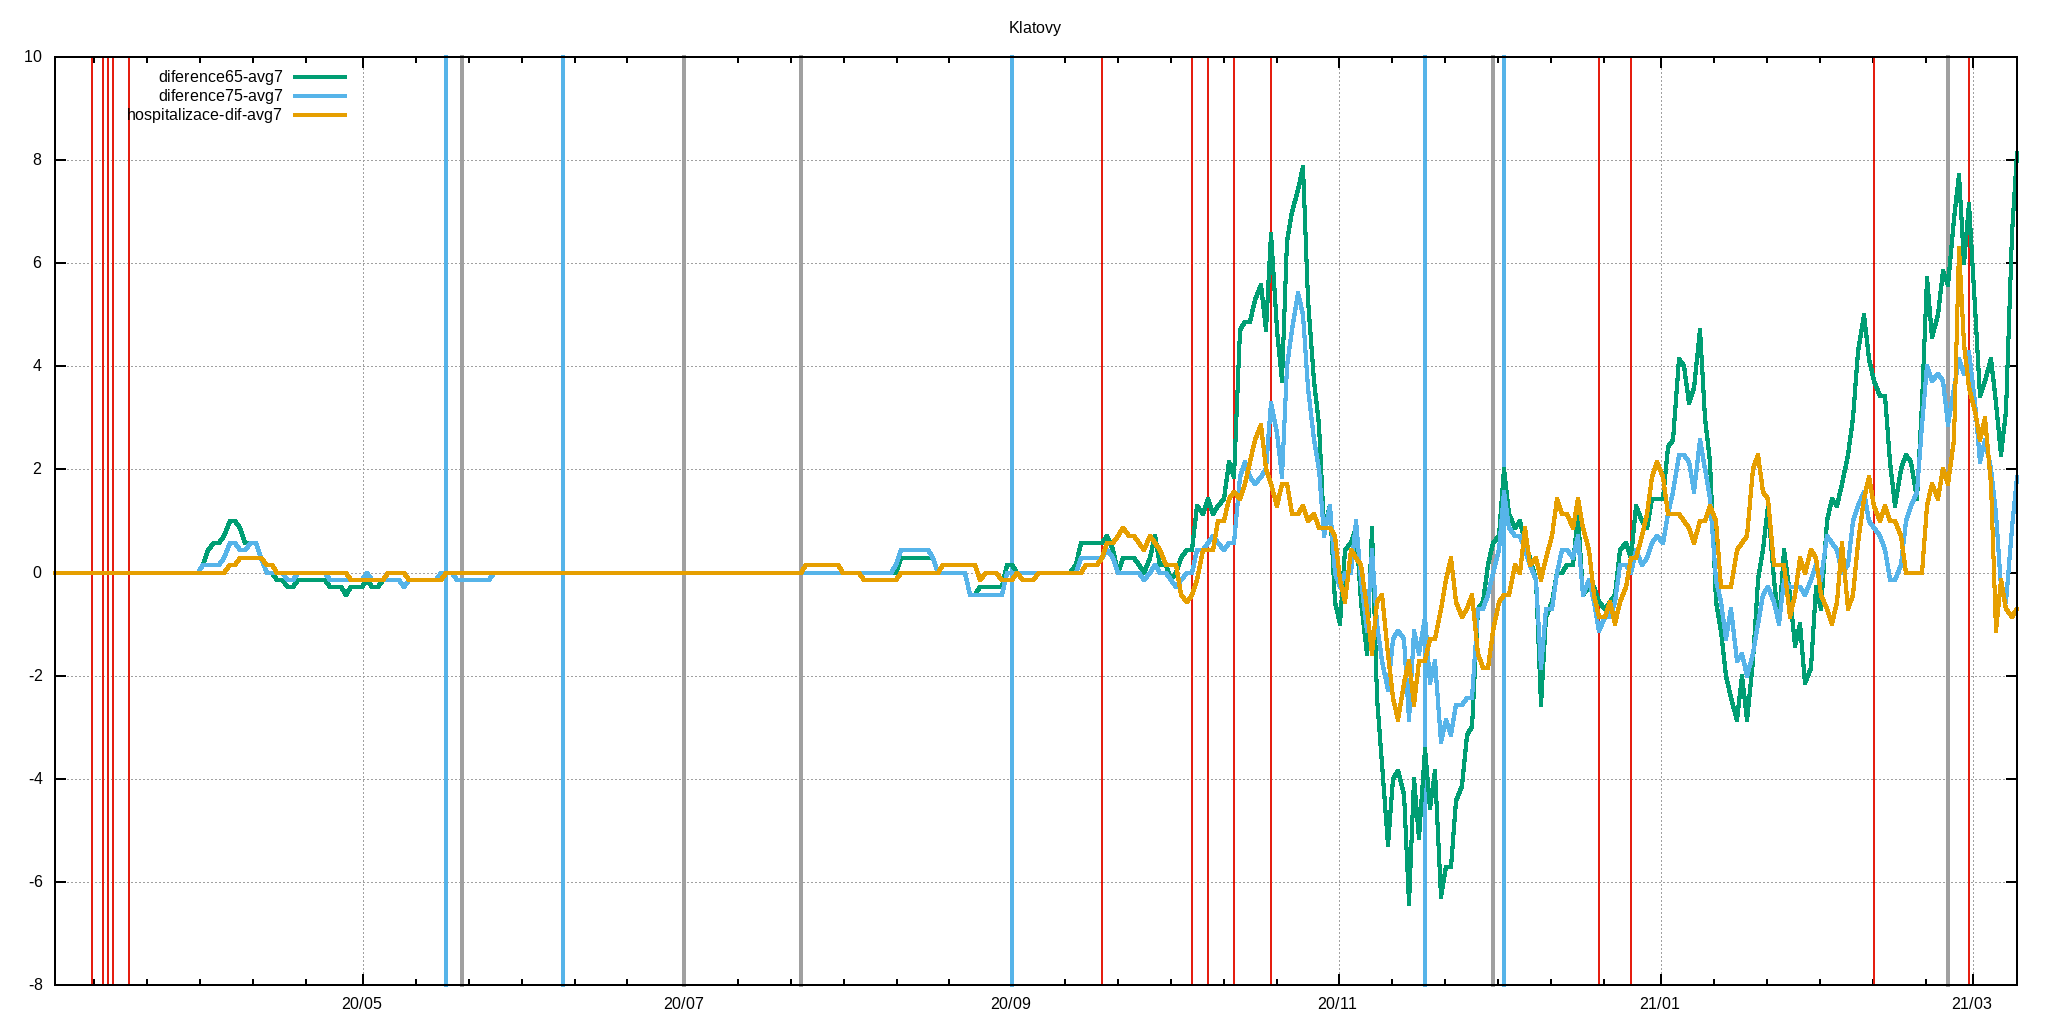 Klatovy
diference65-avg7
diference75-avg7
hospitalizace-dif-avg7
10
8
6
4
2
0
-2
-4
-6
-8
20/05 20/07 20/09 20/11 21/01 21/03